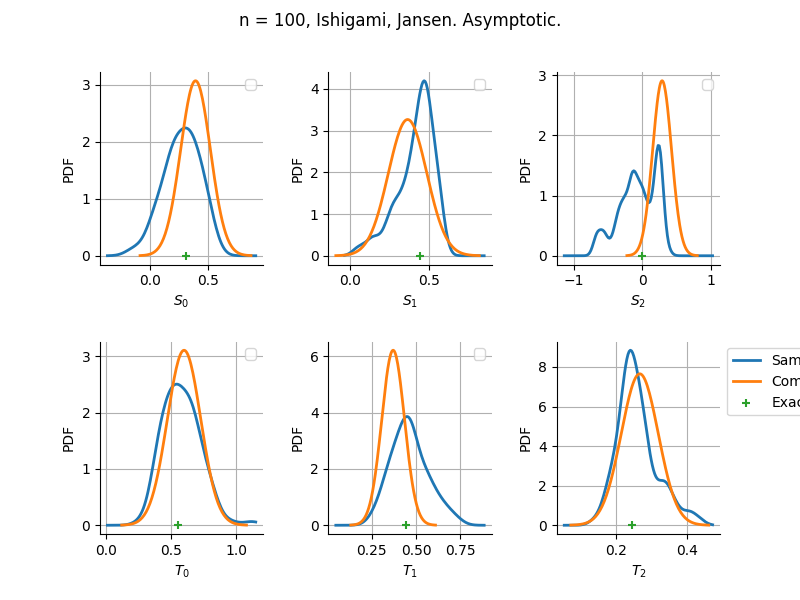 n = 100, Ishigami, Jansen. Asymptotic.
PDF
3
2
1
0
0.0
0.5
S₀
PDF
4
3
2
1
0
0.0
0.5
S₁
PDF
3
2
1
0
−1
0
1
S₂
PDF
3
2
1
0
0.0
0.5
1.0
T₀
PDF
6
4
2
0
0.25
0.50
0.75
T₁
PDF
8
6
4
2
0
0.2
0.4
T₂
Sam
Com
Exac